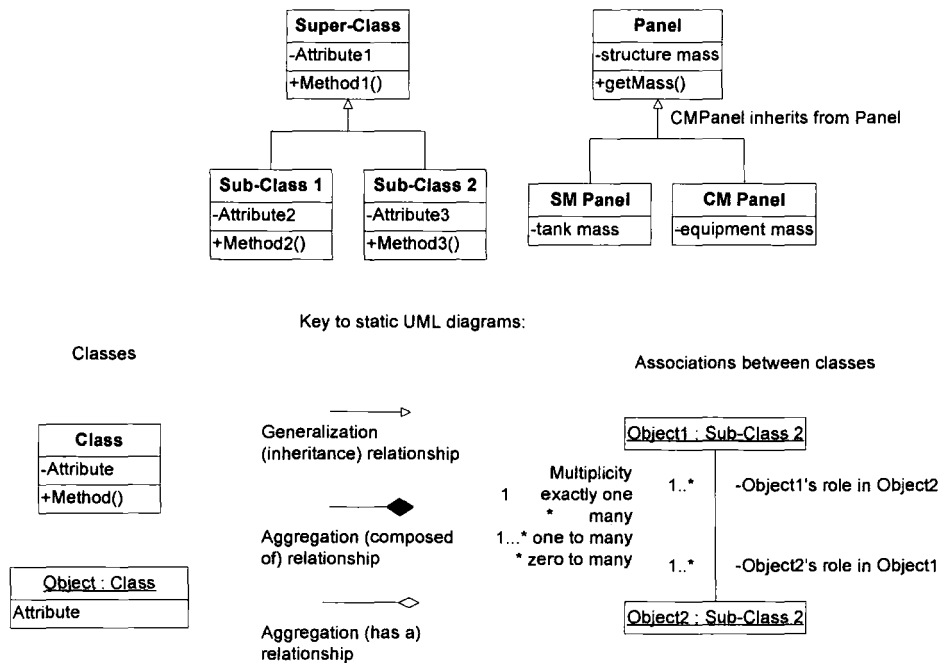 Super-Class
-Attribute1
+Method1()
Panel
-structure mass
+getMass()
CMPanel inherits from Panel
Sub-Class 1
-Attribute2
+Method2()
Sub-Class 2
-Attribute3
+Method3()
SM Panel
-tank mass
CM Panel
-equipment mass
Key to static UML diagrams:
Classes
Class
-Attribute
+Method()
Object : Class
Attribute
Generalization
(inheritance) relationship
Aggregation (composed
of) relationship
Aggregation (has a)
relationship
Associations between classes
Object1 : Sub-Class 2
Multiplicity
1 exactly one
* many
1...* one to many
* zero to many
1..* -Object1's role in Object2
1..* -Object2's role in Object1
Object2 : Sub-Class 2